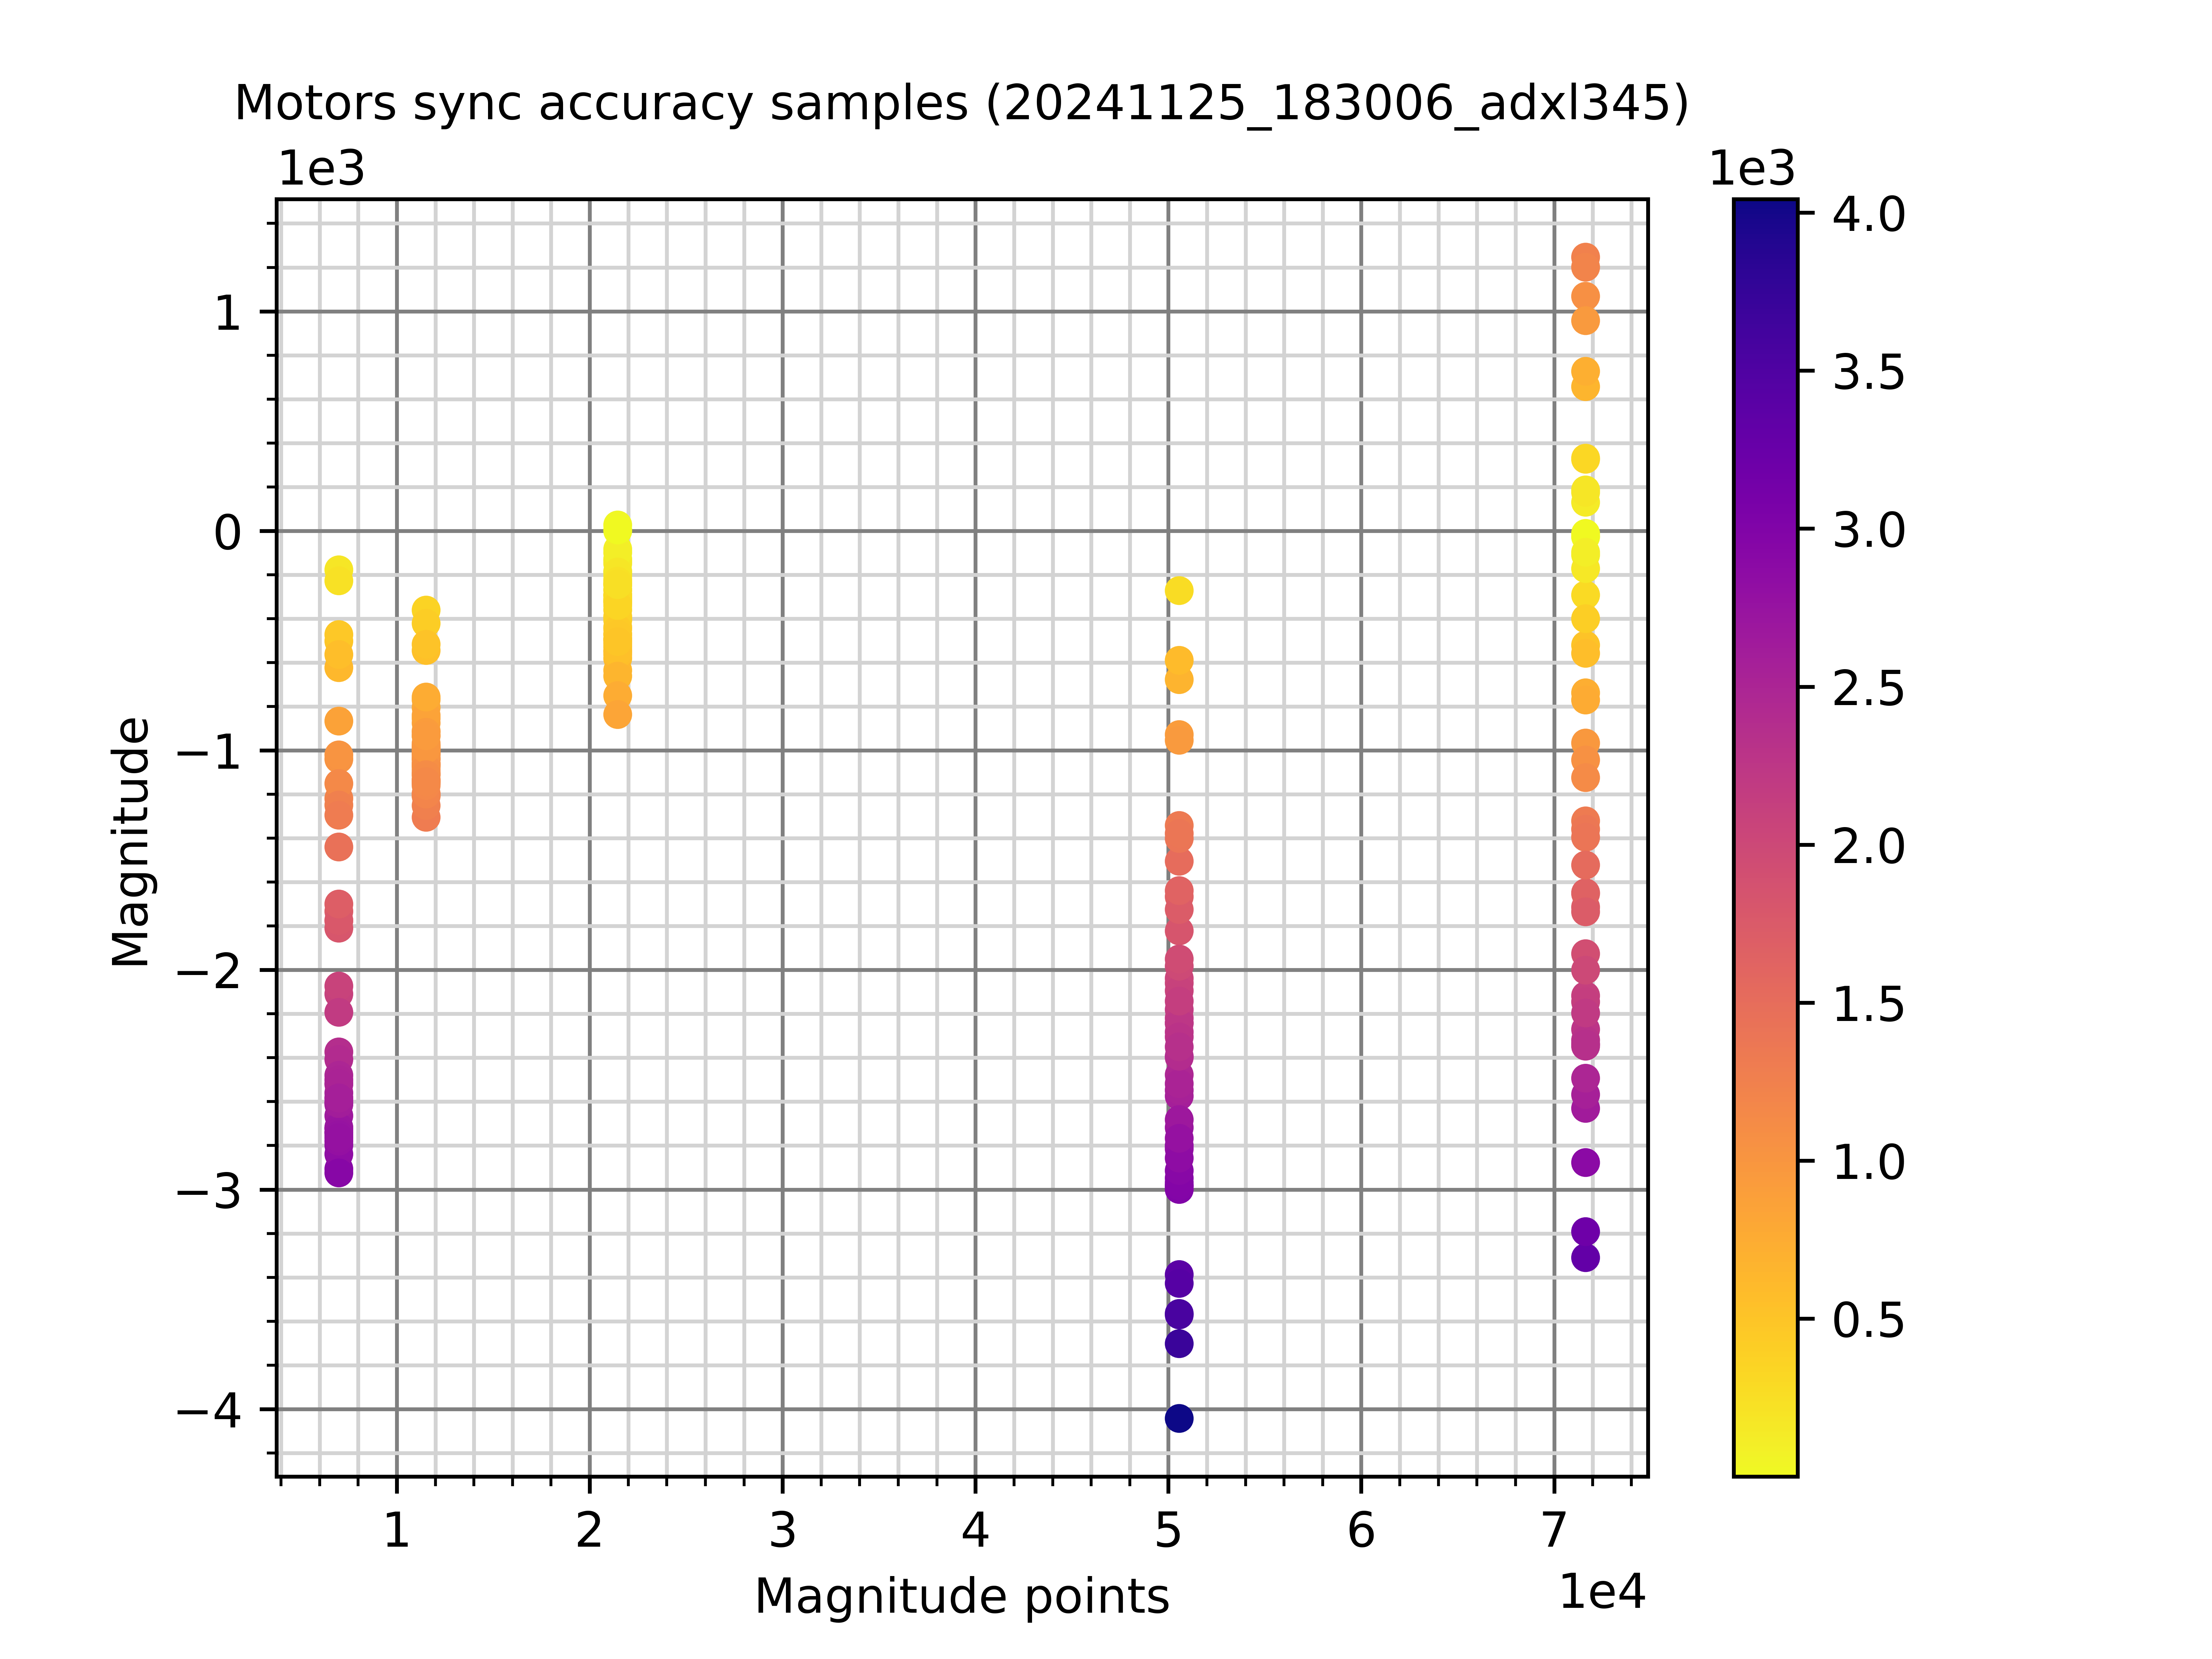 Motors sync accuracy samples (20241125_183006_adxl345)
1e3
1e3
1
0
−1
−2
−3
−4
Magnitude
1 2 3 4 5 6 7
1e4
Magnitude points
4.0
3.5
3.0
2.5
2.0
1.5
1.0
0.5